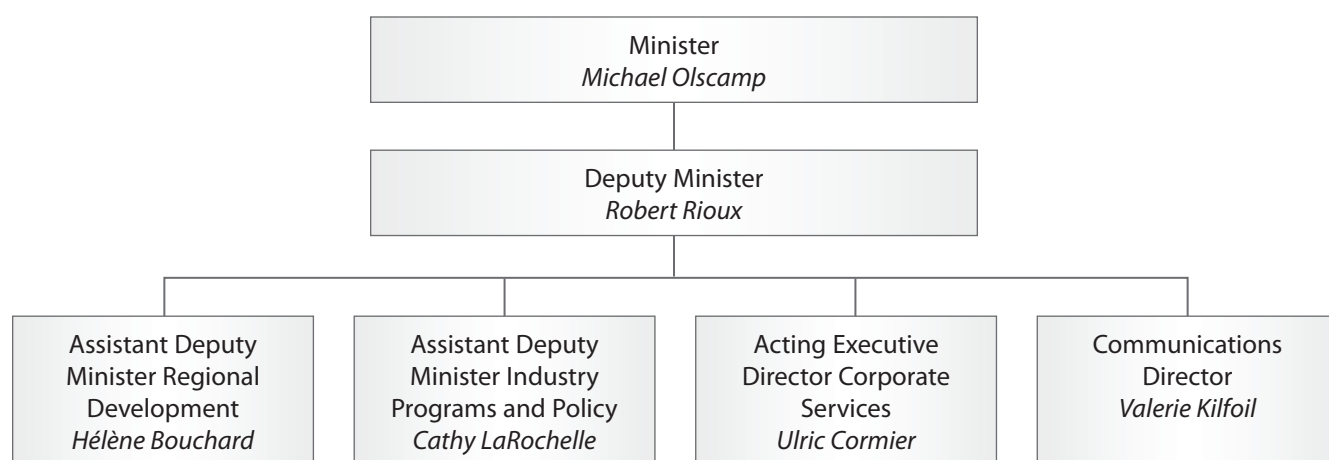 Minister
Michael Olscamp
Deputy Minister
Robert Rioux
Assistant Deputy
Minister Regional
Development
Hélène Bouchard
Assistant Deputy
Minister Industry
Programs and Policy
Cathy LaRochelle
Acting Executive
Director Corporate
Services
Ulric Cormier
Communications
Director
Valerie Kilfoil